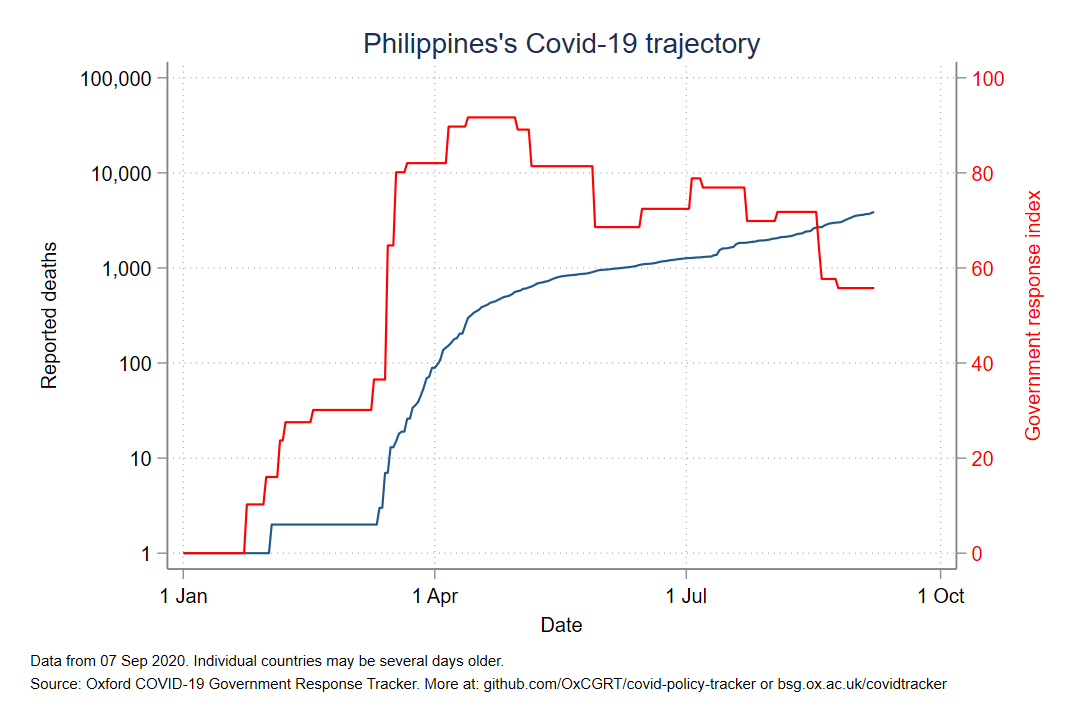 Philippines's Covid-19 trajectory
100,000
10,000
1,000
100
10
1
Reported deaths
100
80
60
40
20
0
Government response index
1 Jan
1 Apr
1 Jul
1 Oct
Date
Data from 07 Sep 2020. Individual countries may be several days older.
Source: Oxford COVID-19 Government Response Tracker. More at: github.com/OxCGRT/covid-policy-tracker or bsg.ox.ac.uk/covidtracker